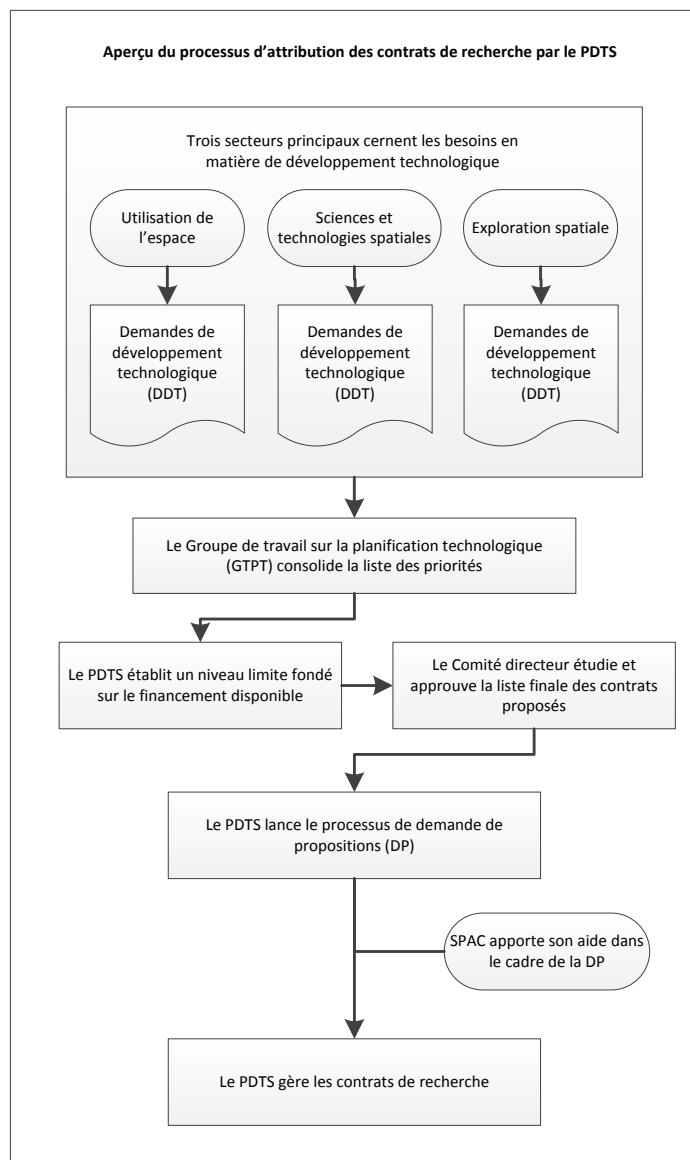 Aperçu du processus d’attribution des contrats de recherche par le PDTS
Trois secteurs principaux cernent les besoins en
matière de développement technologique
Utilisation de
l’espace
Sciences et
technologies spatiales
Exploration spatiale
Demandes de
développement
technologique
(DDT)
Demandes de
développement
technologique
(DDT)
Demandes de
développement
technologique
(DDT)
Le Groupe de travail sur la planification technologique
(GTPT) consolide la liste des priorités
Le PDTS établit un niveau limite fondé
sur le financement disponible
Le Comité directeur étudie et
approuve la liste finale des contrats
proposés
Le PDTS lance le processus de demande de
propositions (DP)
SPAC apporte son aide dans
le cadre de la DP
Le PDTS gère les contrats de recherche